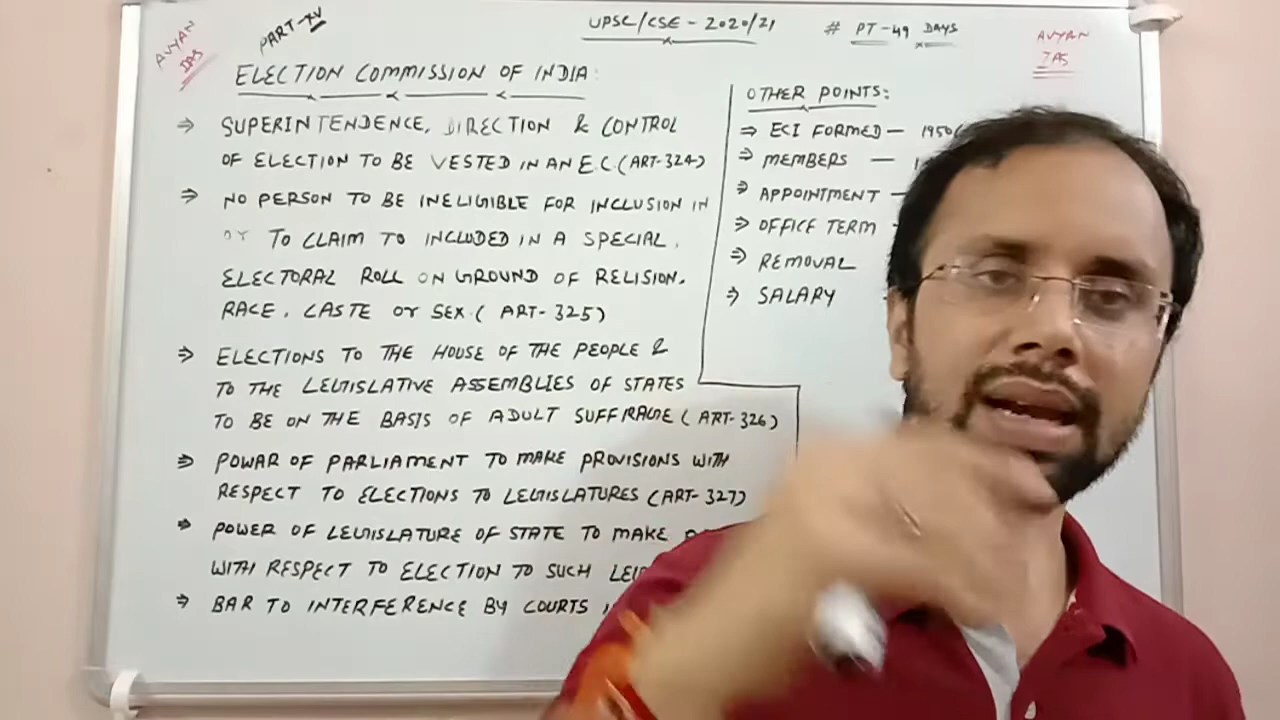 AVYAN
IAS
PART-XV
UPSC/CSE - 2020/21
# PT-49 DAYS
AVYAN
IAS
ELECTION COMMISSION OF INDIA:
⇒ SUPERINTENDENCE, DIRECTION & CONTROL
OF ELECTION TO BE VESTED IN AN E.C. (ART-324)
⇒ NO PERSON TO BE INELIGIBLE FOR INCLUSION IN
or TO CLAIM TO INCLUDED IN A SPECIAL,
ELECTORAL ROLL ON GROUND OF RELISION,
RACE, CASTE or SEX. (ART-325)
⇒ ELECTIONS TO THE HOUSE OF THE PEOPLE &
TO THE LEGISLATIVE ASSEMBLIES OF STATES
TO BE ON THE BASIS OF ADULT SUFFRAGE (ART-326)
⇒ POWAR OF PARLIAMENT TO MAKE PROVISIONS WITH
RESPECT TO ELECTIONS TO LEGISLATURES (ART-327)
⇒ POWER OF LEGISLATURE OF STATE TO MAKE
WITH RESPECT TO ELECTION TO SUCH
⇒ BAR TO INTERFERENCE BY COURTS
OTHER POINTS:
⇒ ECI FORMED - 1950
⇒ MEMBERS -
⇒ APPOINTMENT -
⇒ OFFICE TERM -
⇒ REMOVAL
⇒ SALARY